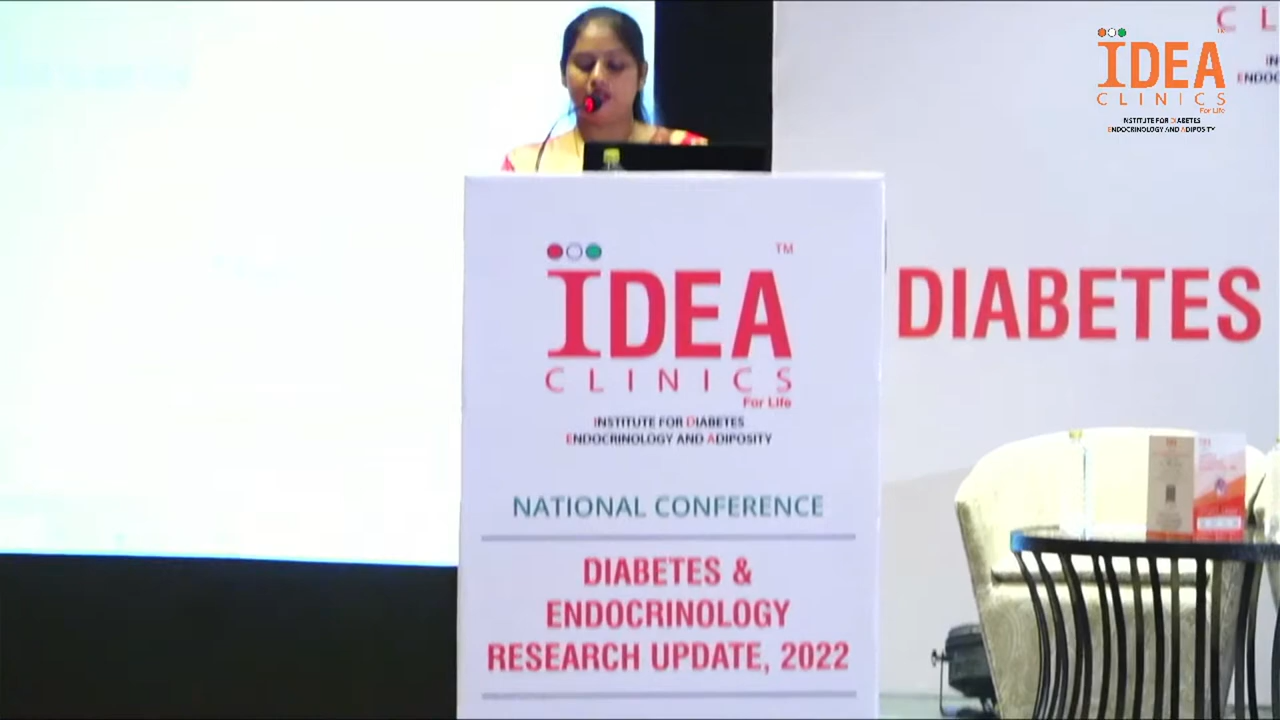 IDEA
CLINICS
For Life
INSTITUTE FOR DIABETES
ENDOCRINOLOGY AND ADIPOSITY
TM
IDEA
CLINICS
For Life
INSTITUTE FOR DIABETES
ENDOCRINOLOGY AND ADIPOSITY
NATIONAL CONFERENCE
DIABETES &
ENDOCRINOLOGY
RESEARCH UPDATE, 2022
DIABETES